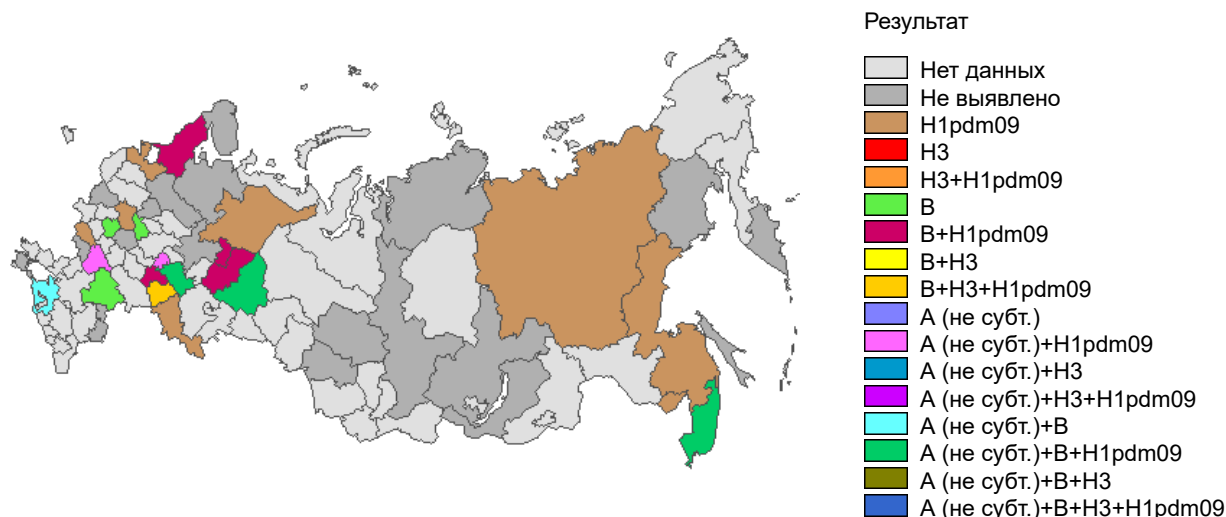 Результат
Нет данных
Не выявлено
H1pdm09
H3
H3+H1pdm09
B
B+H1pdm09
B+H3
B+H3+H1pdm09
А (не субт.)
А (не субт.)+H1pdm09
А (не субт.)+H3
А (не субт.)+H3+H1pdm09
А (не субт.)+B
А (не субт.)+B+H1pdm09
А (не субт.)+B+H3
А (не субт.)+B+H3+H1pdm09